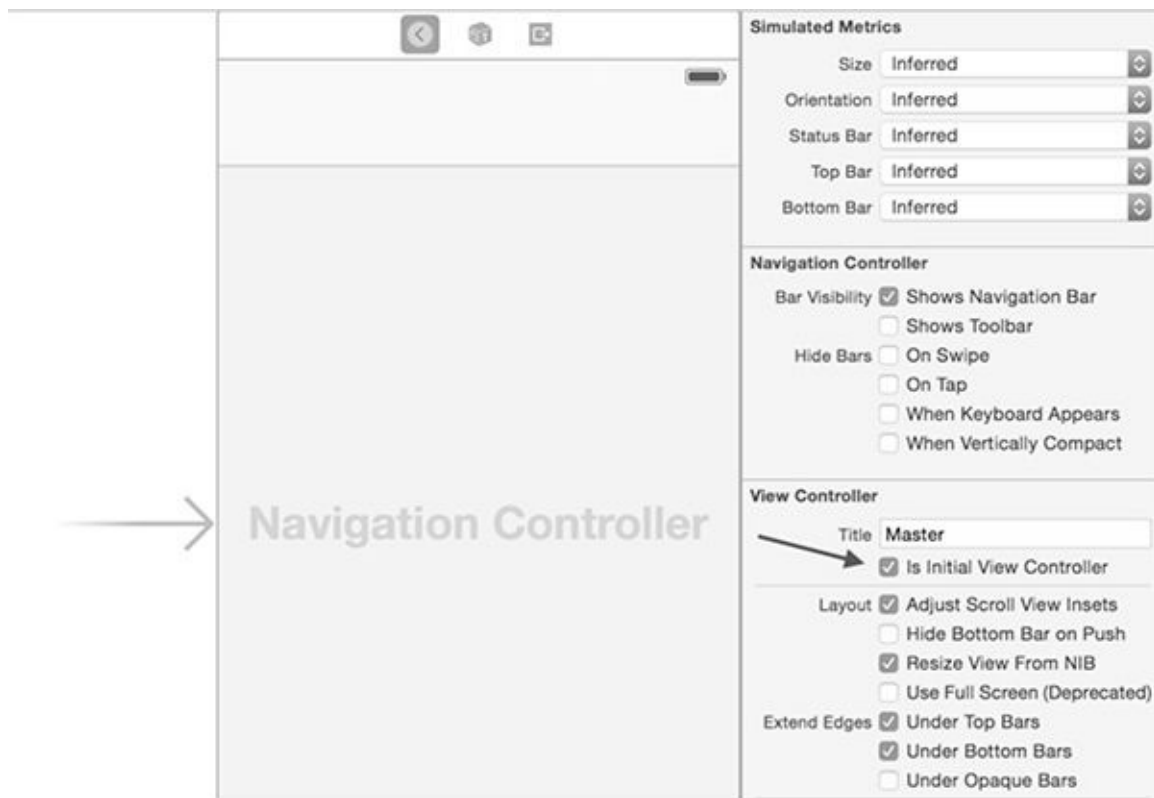 Simulated Metrics
Size Inferred
Orientation Inferred
Status Bar Inferred
Top Bar Inferred
Bottom Bar Inferred
Navigation Controller
Bar Visibility Shows Navigation Bar
Shows Toolbar
Hide Bars On Swipe
On Tap
When Keyboard Appears
When Vertically Compact
View Controller
Navigation Controller
Title Master
Is Initial View Controller
Layout Adjust Scroll View Insets
Hide Bottom Bar on Push
Resize View From NIB
Use Full Screen (Deprecated)
Extend Edges Under Top Bars
Under Bottom Bars
Under Opaque Bars